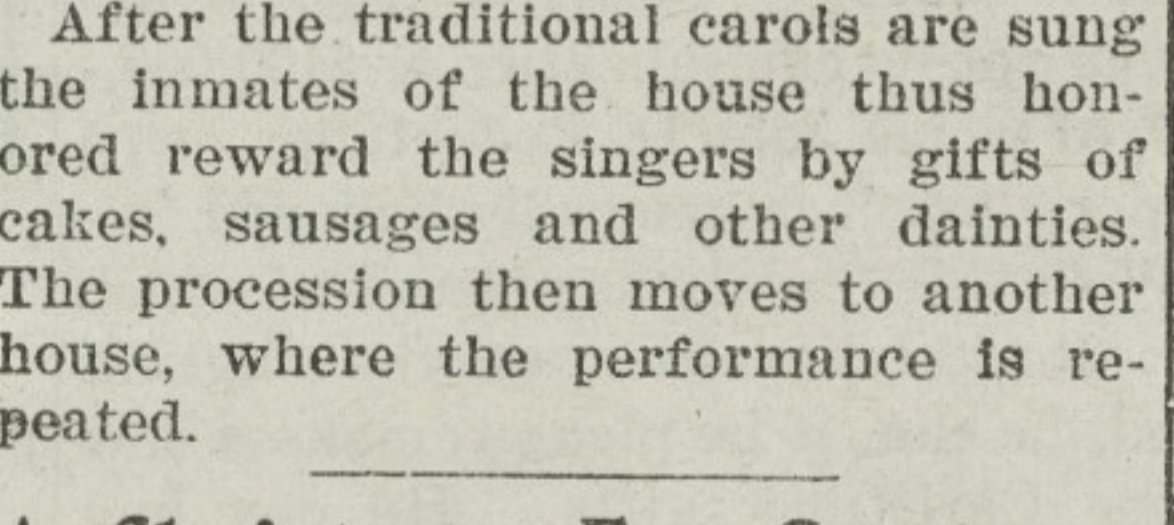 After the traditional carols are sung
the inmates of the house thus hon-
ored reward the singers by gifts of
cakes, sausages and other dainties.
The procession then moves to another
house, where the performance is re-
peated.